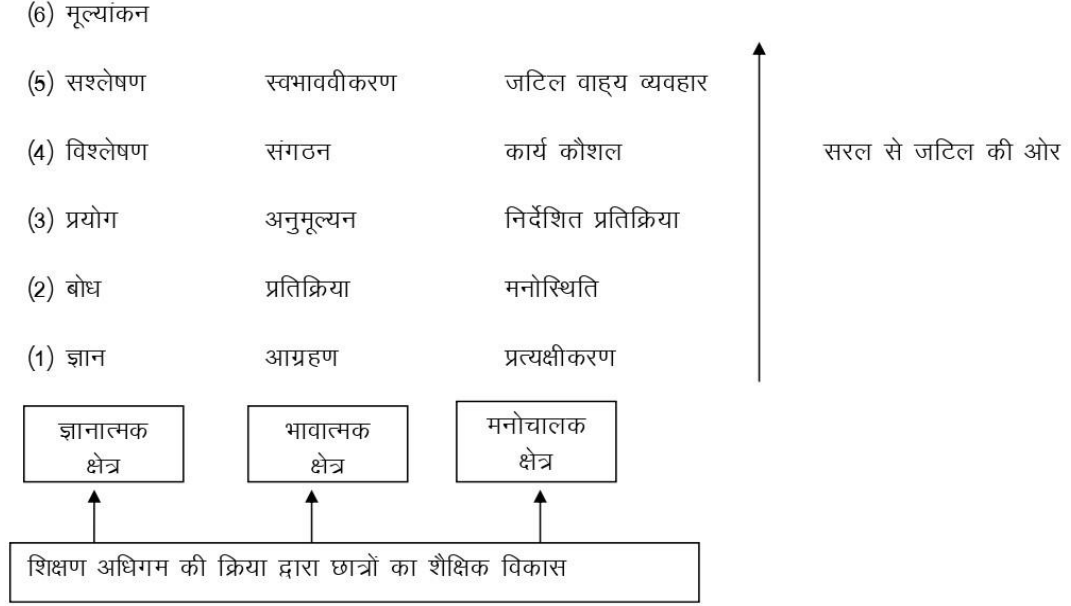 (6) मूल्यांकन
(5) सश्लेषण स्वभाववीकरण जटिल वाह्य व्यवहार
(4) विश्लेषण संगठन कार्य कौशल सरल से जटिल की ओर
(3) प्रयोग अनुमूल्यन निर्देशित प्रतिक्रिया
(2) बोध प्रतिक्रिया मनोस्थिति
(1) ज्ञान आग्रहण प्रत्यक्षीकरण
ज्ञानात्मक भावात्मक मनोचालक
क्षेत्र क्षेत्र क्षेत्र
शिक्षण अधिगम की क्रिया द्वारा छात्रों का शैक्षिक विकास